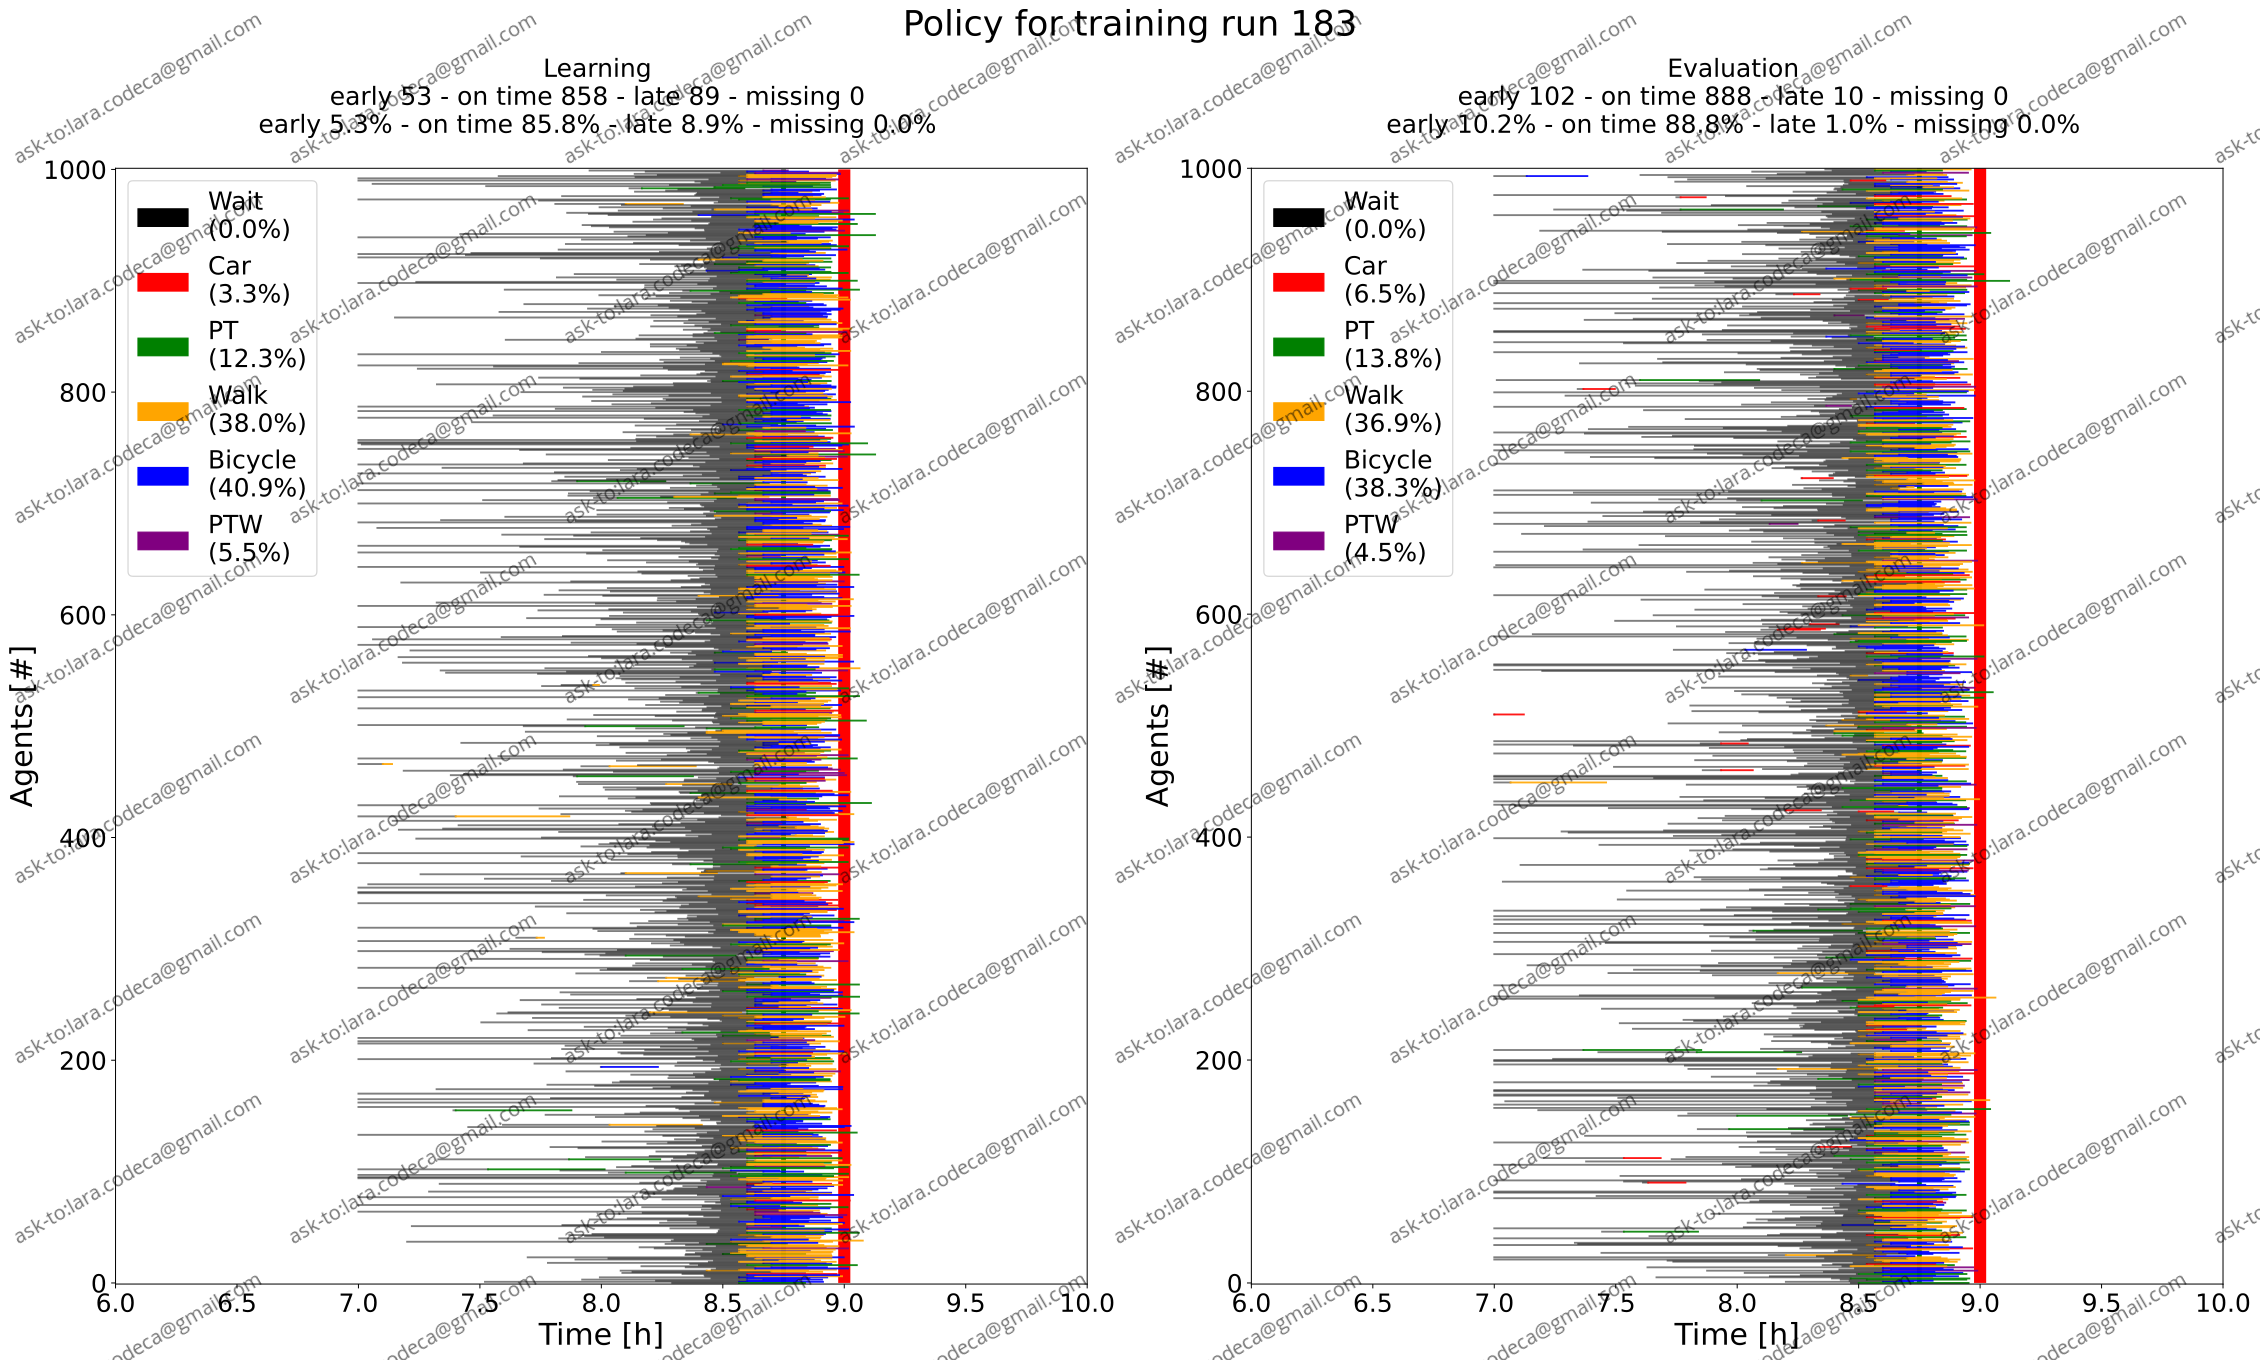 Policy for training run 183
Learning
early 53 - on time 858 - late 89 - missing 0
early 5.3% - on time 85.8% - late 8.9% - missing 0.0%
1000
800
600
400
200
0
Agents [#]
Wait
(0.0%)
Car
(3.3%)
PT
(12.3%)
Walk
(38.0%)
Bicycle
(40.9%)
PTW
(5.5%)
6.0 6.5 7.0 7.5 8.0 8.5 9.0 9.5 10.0
Time [h]
Evaluation
early 102 - on time 888 - late 10 - missing 0
early 10.2% - on time 88.8% - late 1.0% - missing 0.0%
1000
800
600
400
200
0
Agents [#]
Wait
(0.0%)
Car
(6.5%)
PT
(13.8%)
Walk
(36.9%)
Bicycle
(38.3%)
PTW
(4.5%)
6.0 6.5 7.0 7.5 8.0 8.5 9.0 9.5 10.0
Time [h]
ask-to:lara.codeca@gmail.com